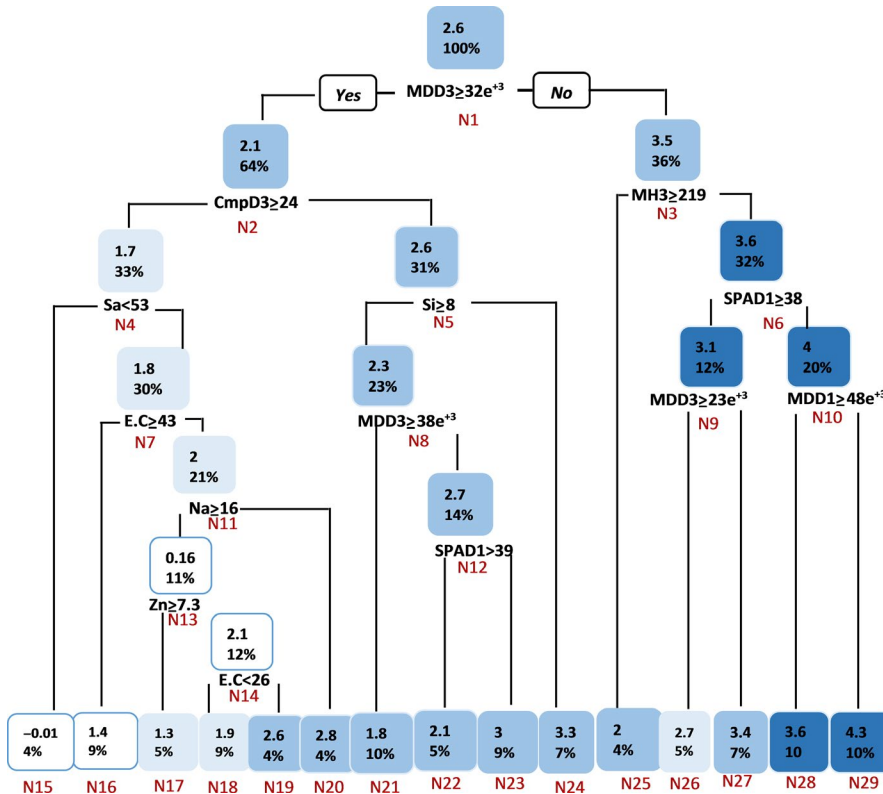 2.6
100%
Yes
MDD3≥32e+3
No
N1
2.1
64%
3.5
36%
CmpD3≥24
N2
MH3≥219
N3
1.7
33%
2.6
31%
3.6
32%
Sa<53
N4
Si≥8
N5
SPAD1≥38
N6
1.8
30%
2.3
23%
3.1
12%
4
20%
E.C≥43
N7
MDD3≥38e+3
N8
MDD3≥23e+3
N9
MDD1≥48e+3
N10
2
21%
2.7
14%
Na≥16
N11
SPAD1>39
N12
0.16
11%
Zn≥7.3
N13
2.1
12%
E.C<26
N14
–0.01
4%
1.4
9%
1.3
5%
1.9
9%
2.6
4%
2.8
4%
1.8
10%
2.1
5%
3
9%
3.3
7%
2
4%
2.7
5%
3.4
7%
3.6
10
4.3
10%
N15 N16 N17 N18 N19 N20 N21 N22 N23 N24 N25 N26 N27 N28 N29